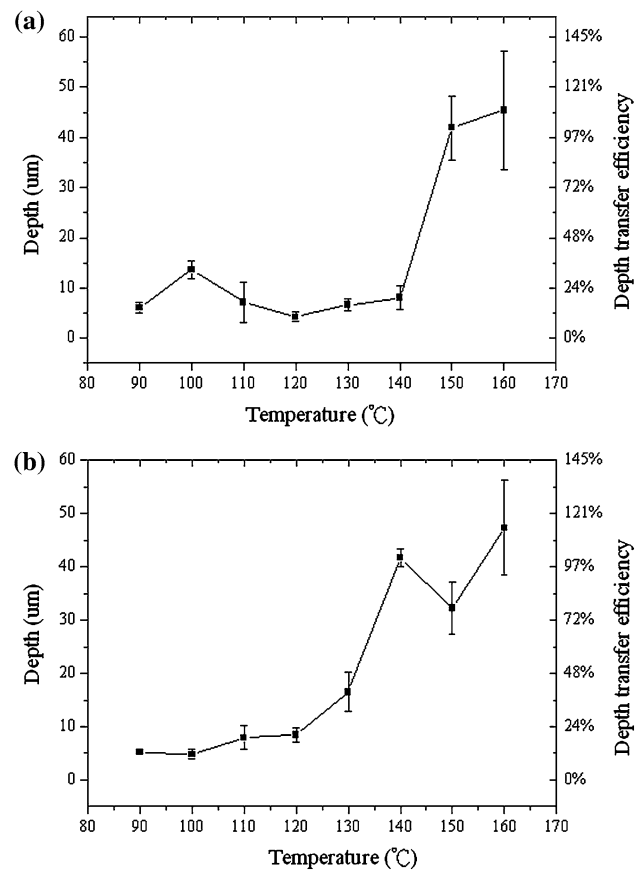 (a)
60 145%
50 121%
40 97%
30 72%
20 48%
10 24%
0 0%
Depth (um)
Depth transfer efficiency
80 90 100 110 120 130 140 150 160 170
Temperature (℃)
(b)
60 145%
50 121%
40 97%
30 72%
20 48%
10 24%
0 0%
Depth (um)
Depth transfer efficiency
80 90 100 110 120 130 140 150 160 170
Temperature (℃)